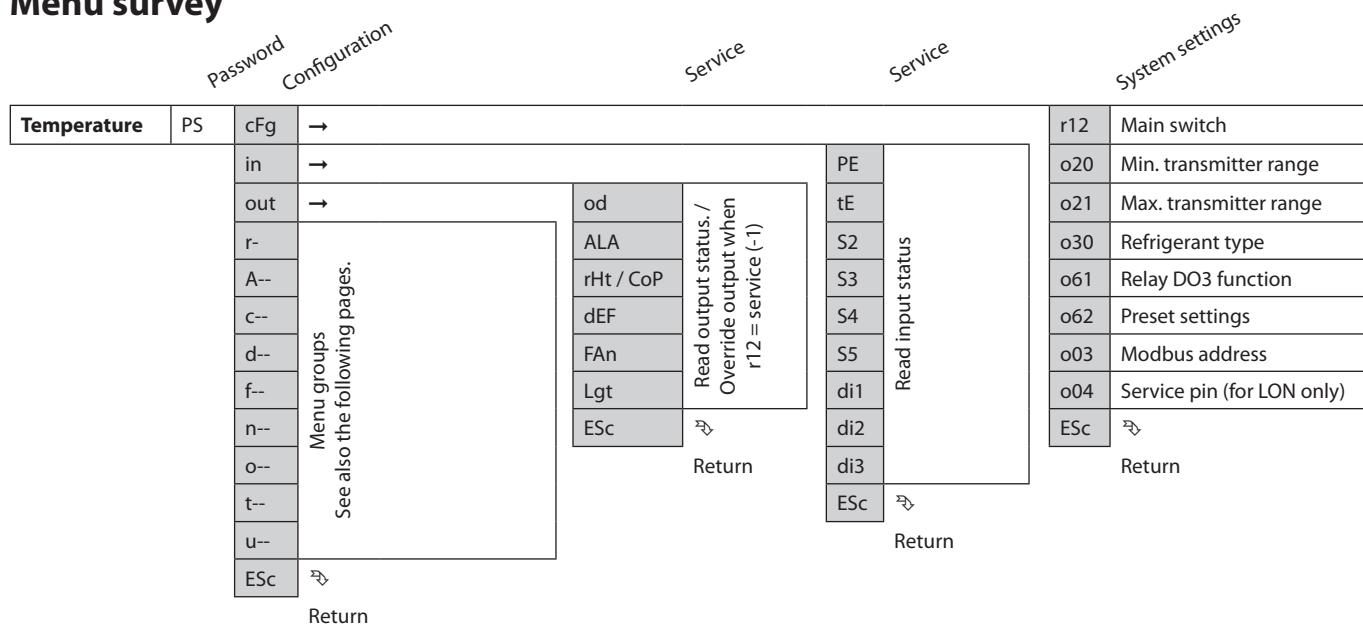 Menu survey
Password
Configuration
Service
Service
System settings
Temperature PS cFg → r12 Main switch
in → PE o20 Min. transmitter range
out → od tE o21 Max. transmitter range
r- ALA S2 o30 Refrigerant type
A-- rHt / CoP S3 o61 Relay DO3 function
c-- dEF S4 o62 Preset settings
d-- FAn S5 o03 Modbus address
f-- Lgt di1 o04 Service pin (for LON only)
n-- ESc di2 ESc
o-- Return di3 Return
t-- ESc
u-- Return
ESc
Return
Menu groups
See also the following pages.
Read output status. /
Override output when
r12 = service (-1)
Read input status